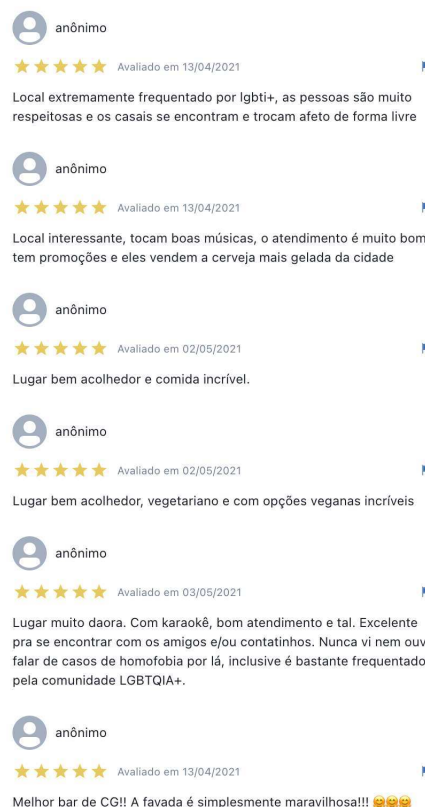 anônimo
Avaliado em 13/04/2021
Local extremamente frequentado por lgbti+, as pessoas são muito
respeitosas e os casais se encontram e trocam afeto de forma livre
anônimo
Avaliado em 13/04/2021
Local interessante, tocam boas músicas, o atendimento é muito bom
tem promoções e eles vendem a cerveja mais gelada da cidade
anônimo
Avaliado em 02/05/2021
Lugar bem acolhedor e comida incrível.
anônimo
Avaliado em 02/05/2021
Lugar bem acolhedor, vegetariano e com opções veganas incríveis
anônimo
Avaliado em 03/05/2021
Lugar muito daora. Com karaokê, bom atendimento e tal. Excelente
pra se encontrar com os amigos e/ou contatinhos. Nunca vi nem ouv
falar de casos de homofobia por lá, inclusive é bastante frequentado
pela comunidade LGBTQIA+.
anônimo
Avaliado em 13/04/2021
Melhor bar de CG!! A favada é simplesmente maravilhosa!!! 🤗🤗🤗